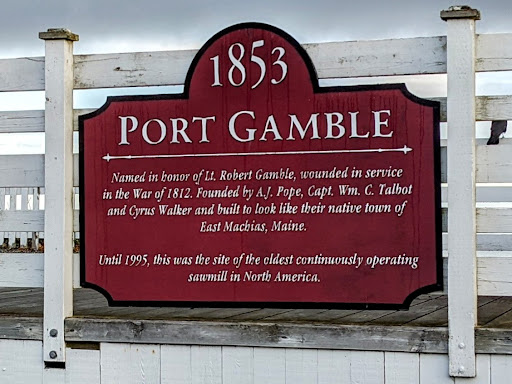 1853
PORT GAMBLE
Named in honor of Lt. Robert Gamble, wounded in service
in the War of 1812. Founded by A.J. Pope, Capt. Wm. C. Talbot
and Cyrus Walker and built to look like their native town of
East Machias, Maine.
Until 1995, this was the site of the oldest continuously operating
sawmill in North America.